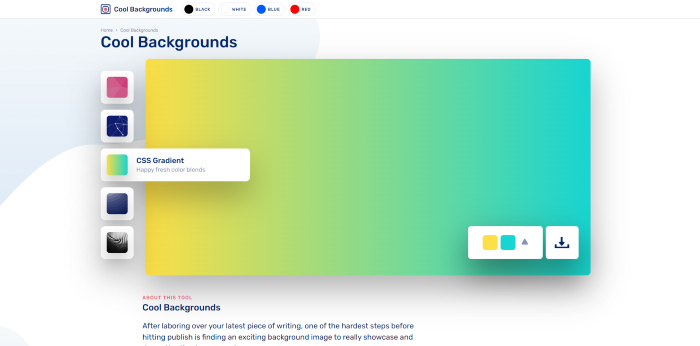 Cool Backgrounds
BLACK
WHITE
BLUE
RED
Home > Cool Backgrounds
Cool Backgrounds
CSS Gradient
Happy fresh color blends
ABOUT THIS TOOL
Cool Backgrounds
After laboring over your latest piece of writing, one of the hardest steps before
hitting publish is finding an exciting background image to really showcase and